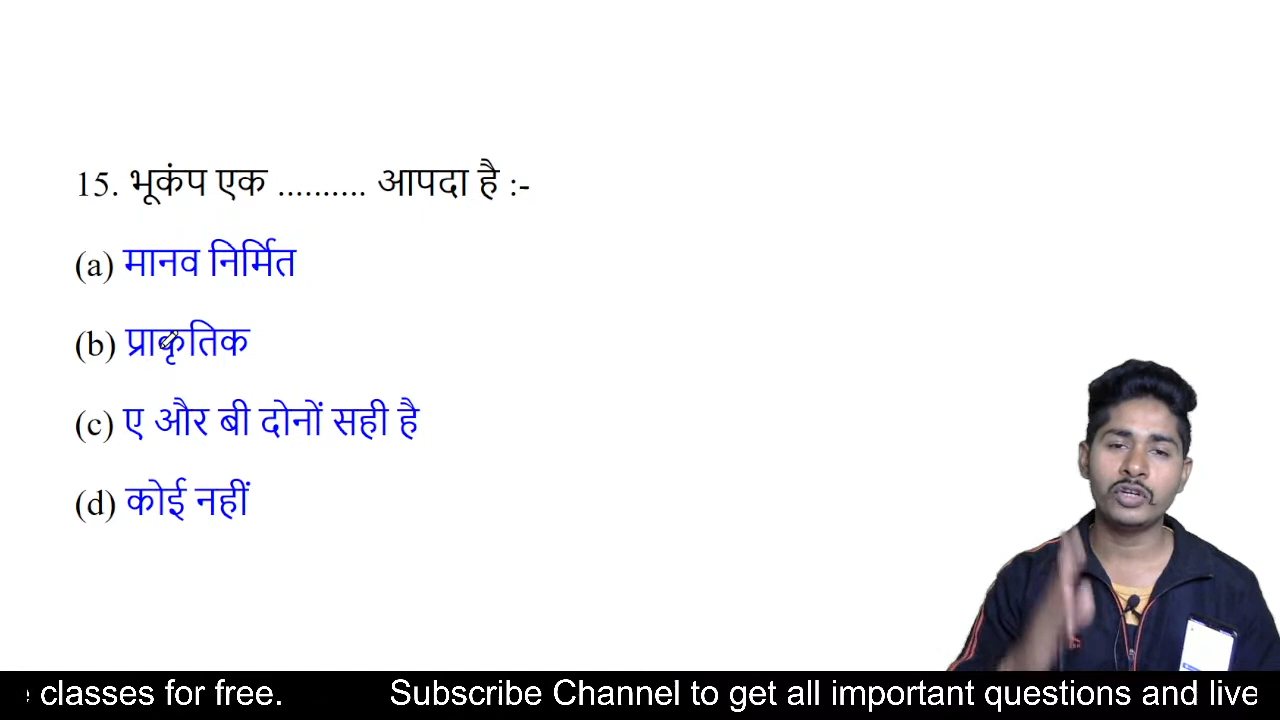 15. भूकंप एक .......... आपदा है :-
(a) मानव निर्मित
(b) प्राकृतिक
(c) ए और बी दोनों सही है
(d) कोई नहीं
classes for free. Subscribe Channel to get all important questions and live